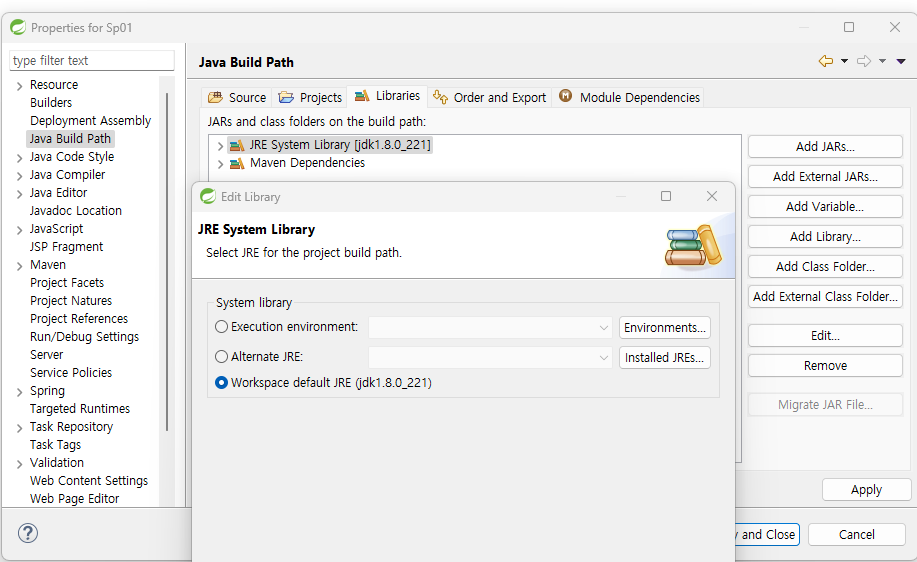 Properties for Sp01
type filter text
Resource
Builders
Deployment Assembly
Java Build Path
Java Code Style
Java Compiler
Java Editor
Javadoc Location
JavaScript
JSP Fragment
Maven
Project Facets
Project Natures
Project References
Run/Debug Settings
Server
Service Policies
Spring
Targeted Runtimes
Task Repository
Task Tags
Validation
Web Content Settings
Web Page Editor
Java Build Path
Source
Projects
Libraries
Order and Export
Module Dependencies
JARs and class folders on the build path:
JRE System Library [jdk1.8.0_221]
Maven Dependencies
Add JARs...
Add External JARs...
Add Variable...
Add Library...
Add Class Folder...
Add External Class Folder...
Edit...
Remove
Migrate JAR File...
Apply
Edit Library
JRE System Library
Select JRE for the project build path.
System library
Execution environment:
Environments...
Alternate JRE:
Installed JREs...
Workspace default JRE (jdk1.8.0_221)
and Close
Cancel